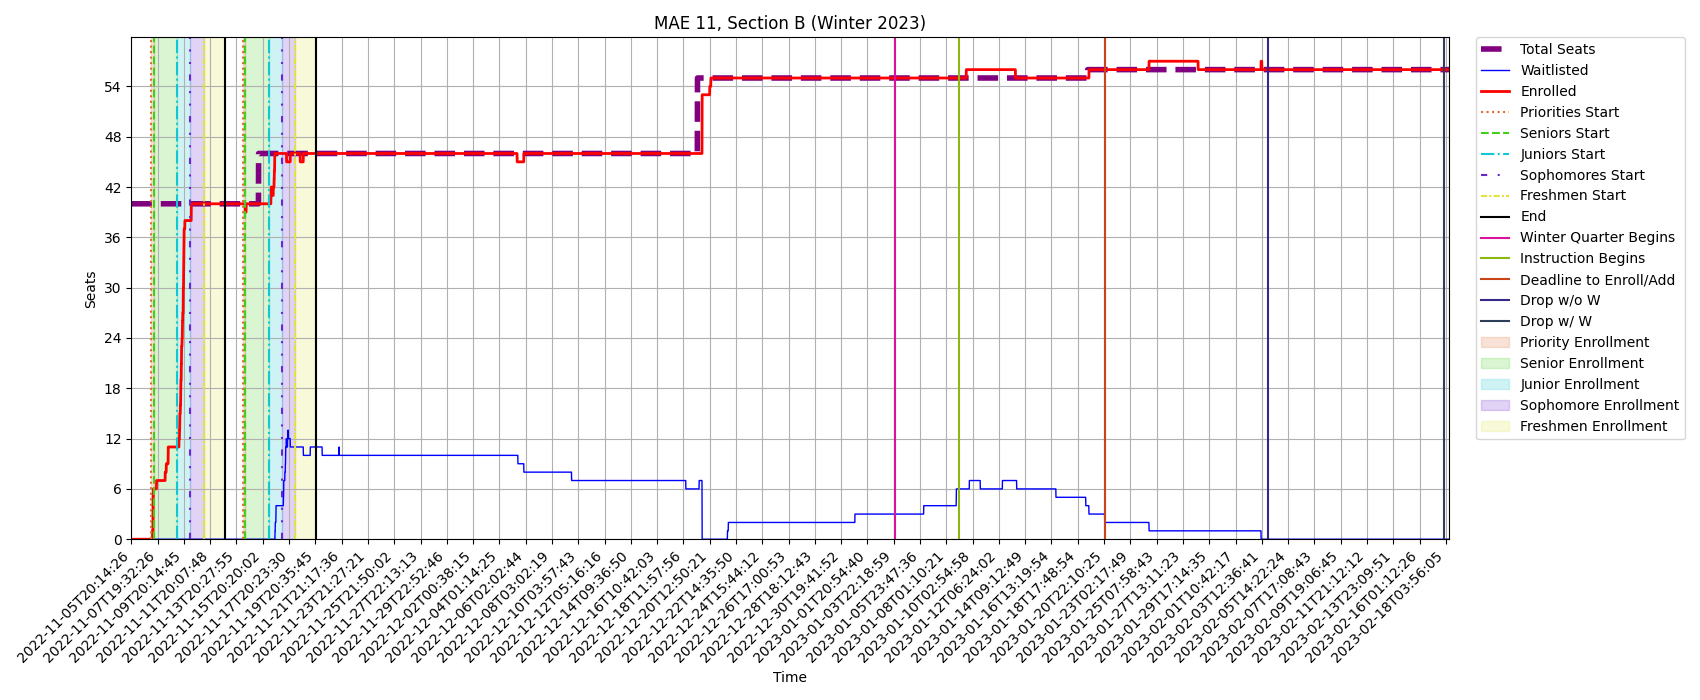 MAE 11, Section B (Winter 2023)
Seats
54
48
42
36
30
24
18
12
6
0
2022-11-05T20:14:26
2022-11-07T19:32:26
2022-11-09T20:14:45
2022-11-11T20:07:48
2022-11-13T20:27:55
2022-11-15T20:20:02
2022-11-17T20:23:30
2022-11-19T20:35:45
2022-11-21T21:17:36
2022-11-23T21:27:21
2022-11-25T21:50:02
2022-11-27T22:13:13
2022-11-29T22:52:46
2022-12-02T00:38:15
2022-12-04T01:14:25
2022-12-06T02:02:44
2022-12-08T03:02:19
2022-12-10T03:57:43
2022-12-12T05:16:16
2022-12-14T09:36:50
2022-12-16T10:42:03
2022-12-18T11:57:56
2022-12-20T12:50:21
2022-12-22T14:35:50
2022-12-24T15:44:12
2022-12-26T17:00:53
2022-12-28T18:12:43
2022-12-30T19:41:52
2023-01-01T20:54:40
2023-01-03T22:18:59
2023-01-05T23:47:36
2023-01-08T01:10:21
2023-01-10T02:54:58
2023-01-12T06:24:02
2023-01-14T09:12:49
2023-01-16T13:19:54
2023-01-18T17:48:54
2023-01-20T22:10:25
2023-01-23T02:17:49
2023-01-25T07:58:43
2023-01-27T13:11:23
2023-01-29T17:14:35
2023-02-01T10:42:17
2023-02-03T12:36:41
2023-02-05T14:22:24
2023-02-07T17:08:43
2023-02-09T19:06:45
2023-02-11T21:12:12
2023-02-13T23:09:51
2023-02-16T01:12:26
2023-02-18T03:56:05
Time
Total Seats
Waitlisted
Enrolled
Priorities Start
Seniors Start
Juniors Start
Sophomores Start
Freshmen Start
End
Winter Quarter Begins
Instruction Begins
Deadline to Enroll/Add
Drop w/o W
Drop w/ W
Priority Enrollment
Senior Enrollment
Junior Enrollment
Sophomore Enrollment
Freshmen Enrollment